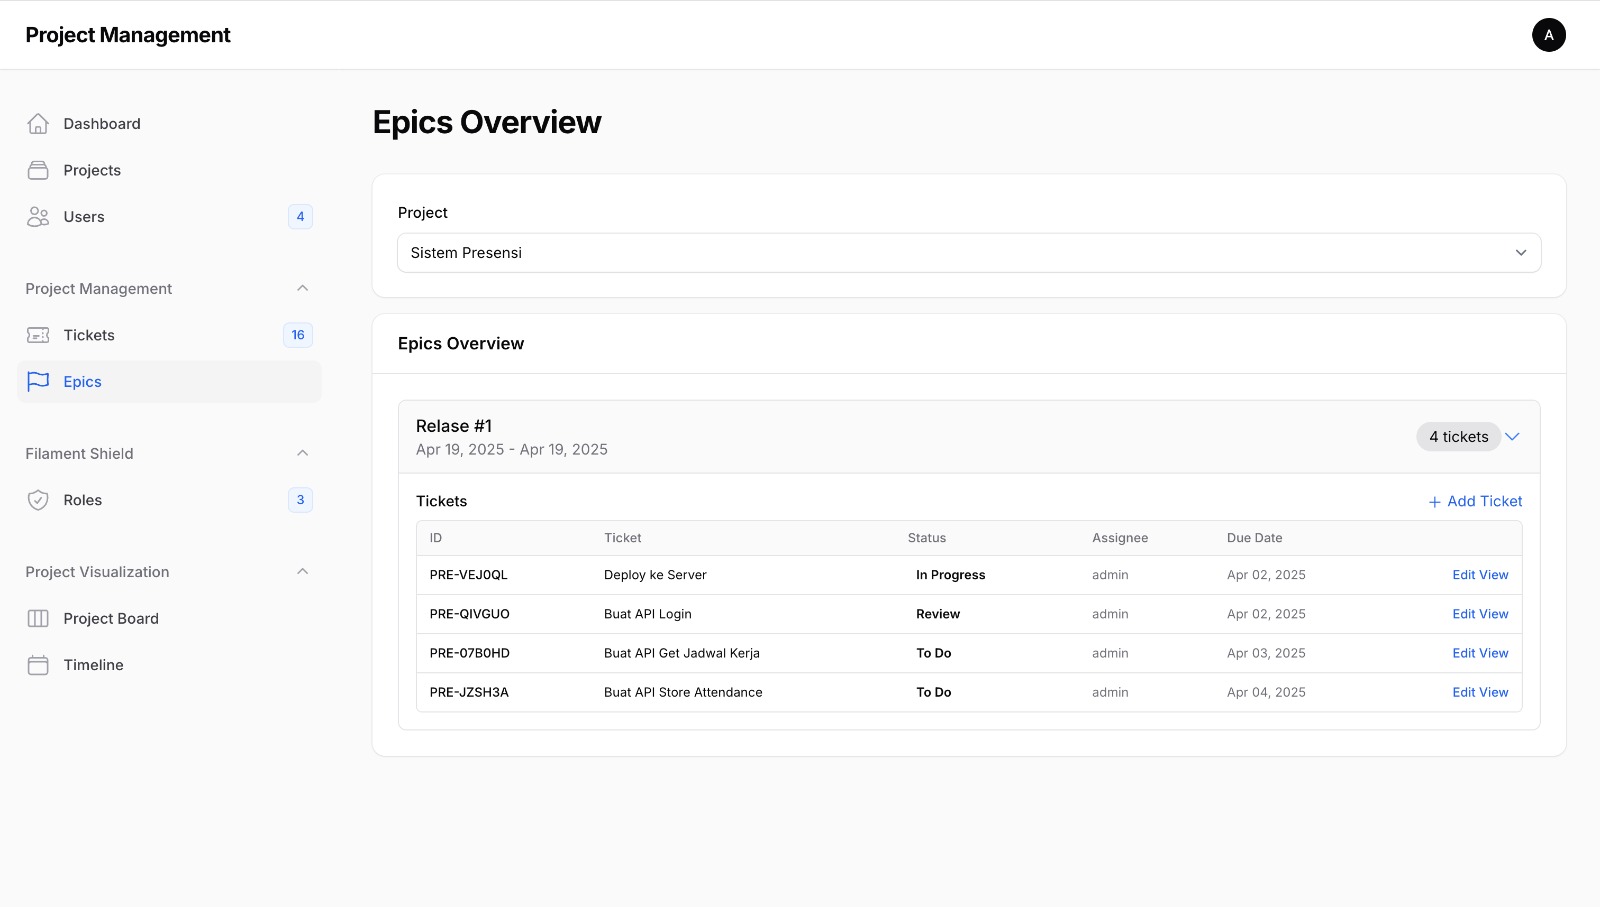 Project Management
A
Dashboard
Projects
Users 4
Project Management
Tickets 16
Epics
Filament Shield
Roles 3
Project Visualization
Project Board
Timeline
Epics Overview
Project
Sistem Presensi
Epics Overview
Relase #1
Apr 19, 2025 - Apr 19, 2025
4 tickets
Tickets
+ Add Ticket
ID Ticket Status Assignee Due Date
PRE-VEJ0QL Deploy ke Server In Progress admin Apr 02, 2025 Edit View
PRE-QIVGUO Buat API Login Review admin Apr 02, 2025 Edit View
PRE-07B0HD Buat API Get Jadwal Kerja To Do admin Apr 03, 2025 Edit View
PRE-JZSH3A Buat API Store Attendance To Do admin Apr 04, 2025 Edit View